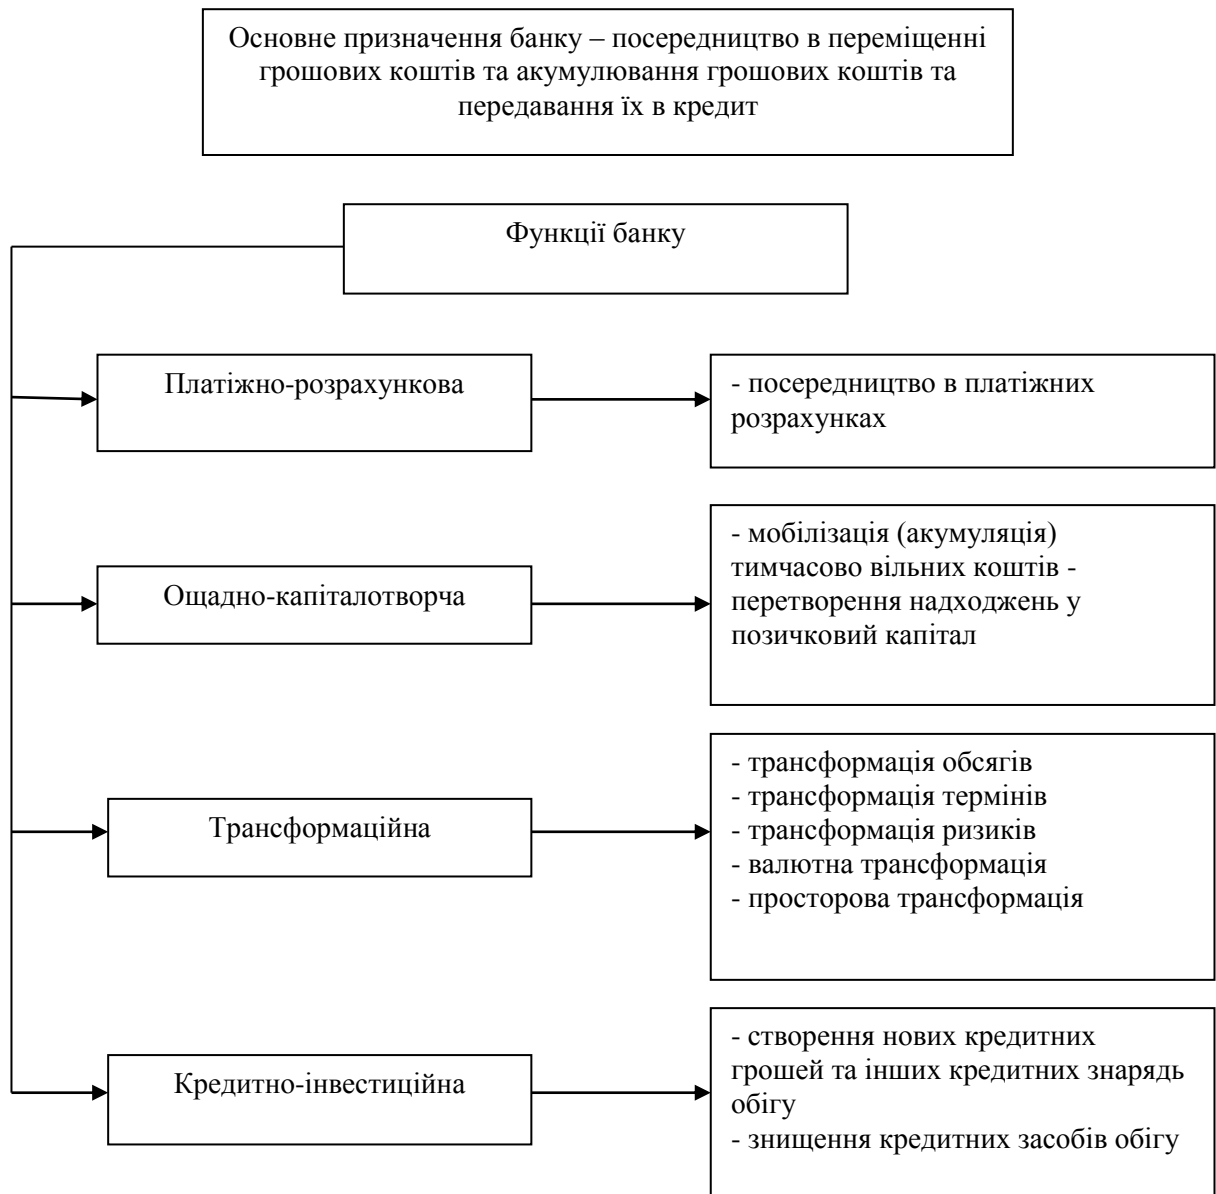 Основне призначення банку – посередництво в переміщенні
грошових коштів та акумулювання грошових коштів та
передавання їх в кредит
Функції банку
Платіжно-розрахункова
- посередництво в платіжних
розрахунках
Ощадно-капіталотворча
- мобілізація (акумуляція)
тимчасово вільних коштів -
перетворення надходжень у
позичковий капітал
Трансформаційна
- трансформація обсягів
- трансформація термінів
- трансформація ризиків
- валютна трансформація
- просторова трансформація
Кредитно-інвестиційна
- створення нових кредитних
грошей та інших кредитних знарядь
обігу
- знищення кредитних засобів обігу